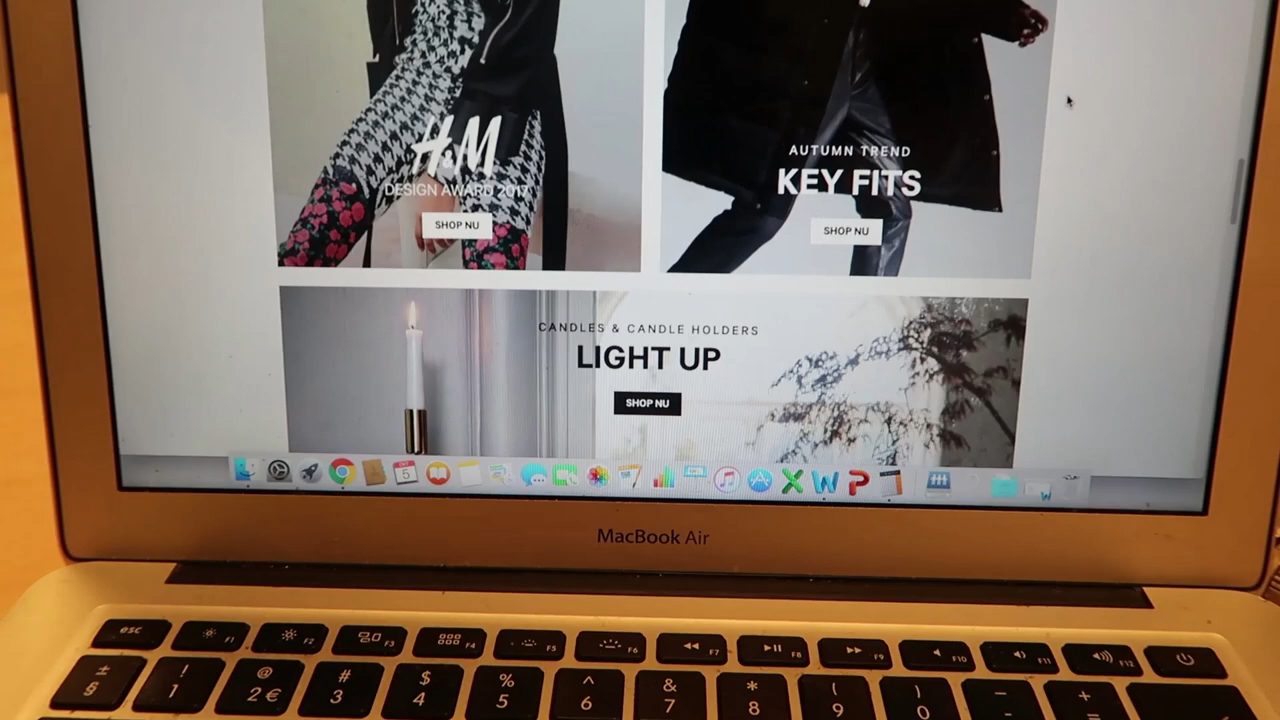 H&M
DESIGN AWARD 2017
SHOP NU
AUTUMN TREND
KEY FITS
SHOP NU
CANDLES & CANDLE HOLDERS
LIGHT UP
SHOP NU
5
MacBook Air
esc
F1
F2
F3
F4
F5
F6
F7
F8
F9
F10
F11
F12
± §
! 1
@ 2 €
# 3
$ 4
% 5
^ 6
& 7
* 8
( 9
) 0
_ -
+ =